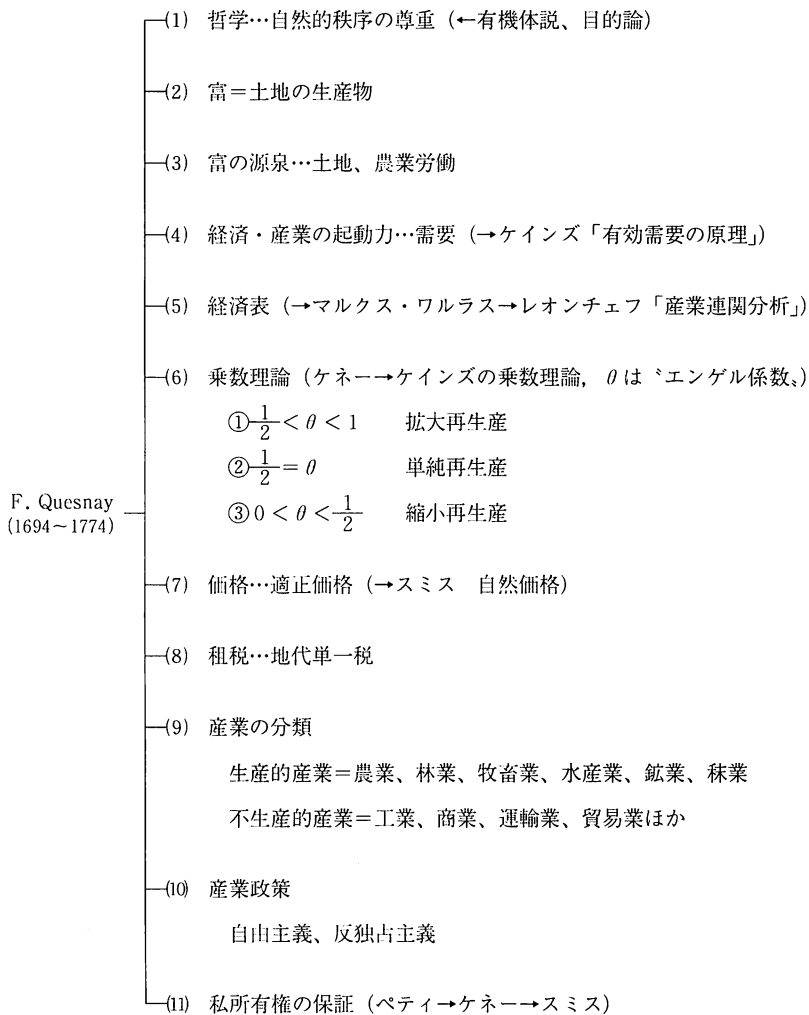 (1) 哲学…自然的秩序の尊重（←有機体説、目的論）
(2) 富＝土地の生産物
(3) 富の源泉…土地、農業労働
(4) 経済・産業の起動力…需要（→ケインズ「有効需要の原理」）
(5) 経済表（→マルクス・ワルラス→レオンチェフ「産業連関分析」）
(6) 乗数理論（ケネー→ケインズの乗数理論，θは〝エンゲル係数〟）
① 1/2 < θ < 1 拡大再生産
② 1/2 = θ 単純再生産
③ 0 < θ < 1/2 縮小再生産
F. Quesnay
(1694～1774)
(7) 価格…適正価格（→スミス 自然価格）
(8) 租税…地代単一税
(9) 産業の分類
生産的産業＝農業、林業、牧畜業、水産業、鉱業、秣業
不生産的産業＝工業、商業、運輸業、貿易業ほか
(10) 産業政策
自由主義、反独占主義
(11) 私所有権の保証（ペティ→ケネー→スミス）